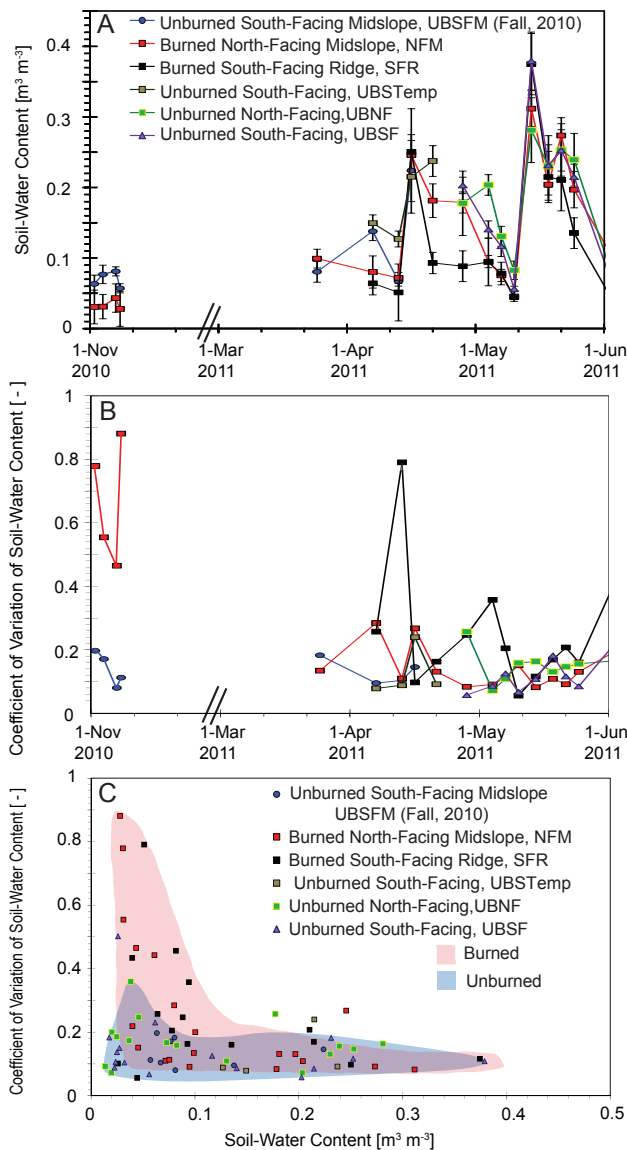 A
Unburned South-Facing Midslope, UBSFM (Fall, 2010)
Burned North-Facing Midslope, NFM
Burned South-Facing Ridge, SFR
Unburned South-Facing, UBSTemp
Unburned North-Facing,UBNF
Unburned South-Facing, UBSF
Soil-Water Content [m³ m⁻³]
0.4
0.3
0.2
0.1
0
1-Nov 1-Mar 1-Apr 1-May 1-Jun
2010 2011 2011 2011 2011
B
Coefficient of Variation of Soil-Water Content [ - ]
1
0.8
0.6
0.4
0.2
0
1-Nov 1-Mar 1-Apr 1-May 1-Jun
2010 2011 2011 2011 2011
C
Unburned South-Facing Midslope
UBSFM (Fall, 2010)
Burned North-Facing Midslope, NFM
Burned South-Facing Ridge, SFR
Unburned South-Facing, UBSTemp
Unburned North-Facing,UBNF
Unburned South-Facing, UBSF
Burned
Unburned
Coefficient of Variation of Soil-Water Content [ - ]
1
0.8
0.6
0.4
0.2
0
0 0.1 0.2 0.3 0.4 0.5
Soil-Water Content [m³ m⁻³]